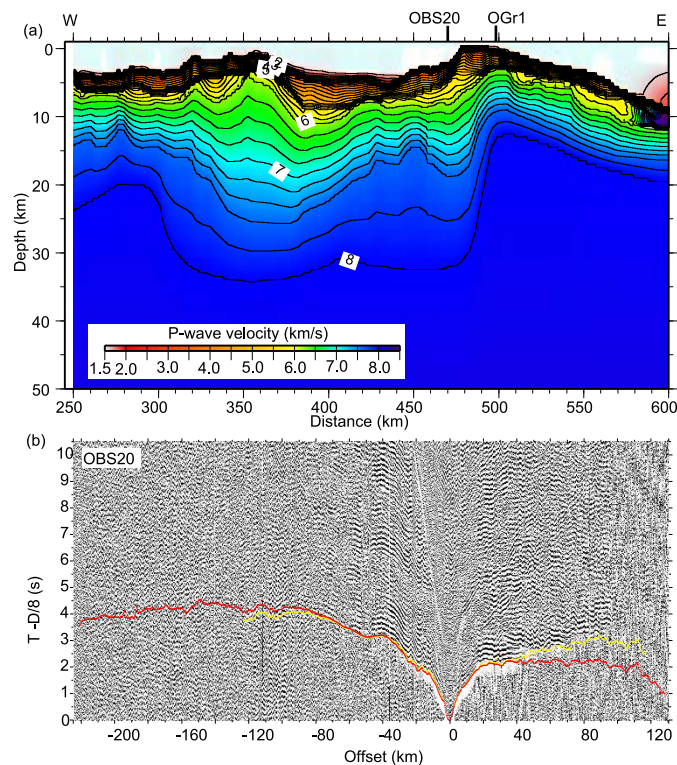 OBS20 OGr1
W E
(a)
0
10
20
30
40
50
Depth (km)
2
3
4
5
6
7
8
P-wave velocity (km/s)
1.5 2.0 3.0 4.0 5.0 6.0 7.0 8.0
250 300 350 400 450 500 550 600
Distance (km)
(b)
OBS20
10
9
8
7
6
5
4
3
2
1
0
T -D/8 (s)
-200 -160 -120 -80 -40 0 40 80 120
Offset (km)